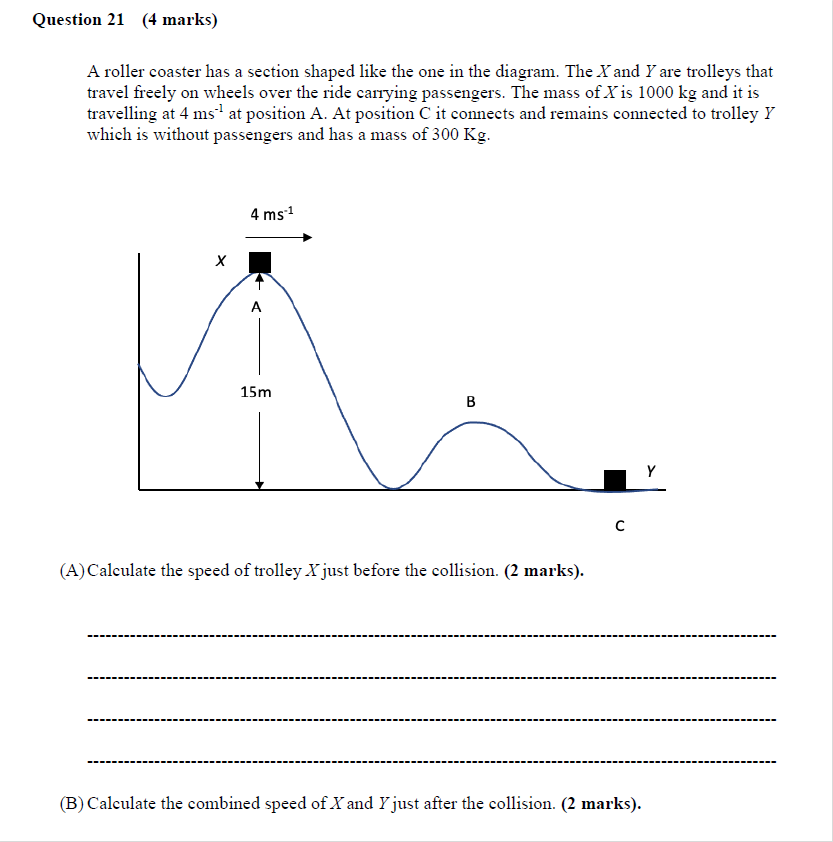 Question 21 (4 marks)
A roller coaster has a section shaped like the one in the diagram. The X and Y are trolleys that
travel freely on wheels over the ride carrying passengers. The mass of X is 1000 kg and it is
travelling at 4 ms⁻¹ at position A. At position C it connects and remains connected to trolley Y
which is without passengers and has a mass of 300 Kg.
4 ms⁻¹
X
A
15m
B
Y
C
(A) Calculate the speed of trolley X just before the collision. (2 marks).
(B) Calculate the combined speed of X and Y just after the collision. (2 marks).